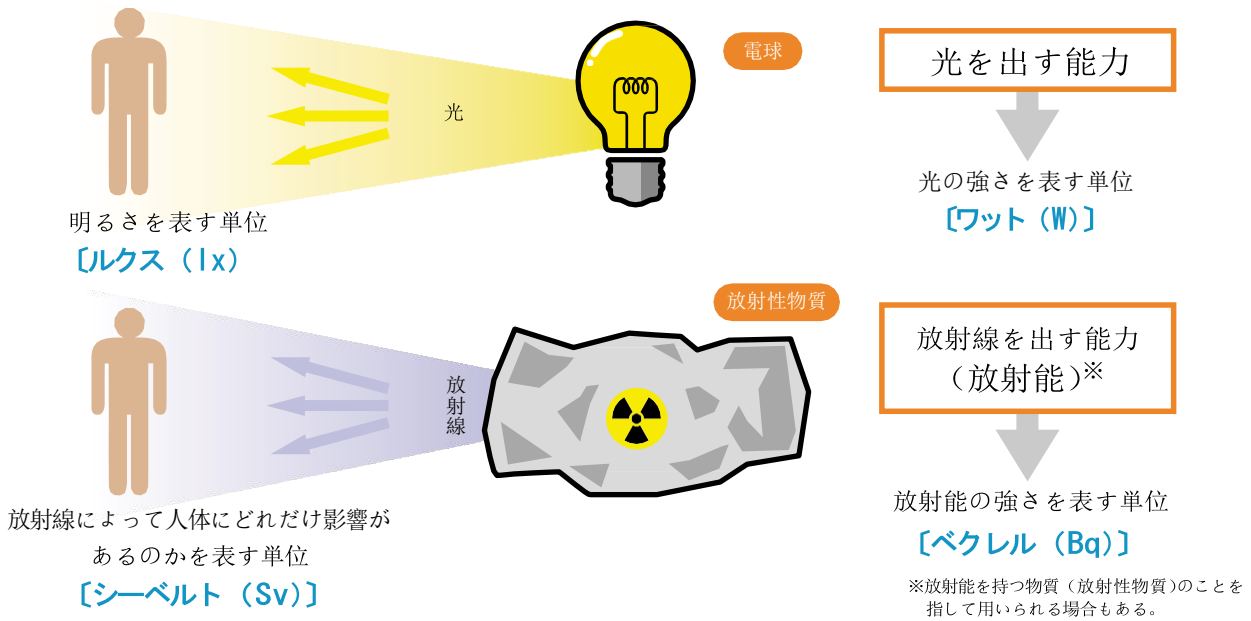 電球
光を出す能力
光
光の強さを表す単位
〔ワット（W）〕
明るさを表す単位
〔ルクス（lx）
放射性物質
放射線を出す能力
（放射能）※
放射線
放射能の強さを表す単位
〔ベクレル（Bq）〕
放射線によって人体にどれだけ影響が
あるのかを表す単位
〔シーベルト（Sv）〕
※放射能を持つ物質（放射性物質）のことを
指して用いられる場合もある。